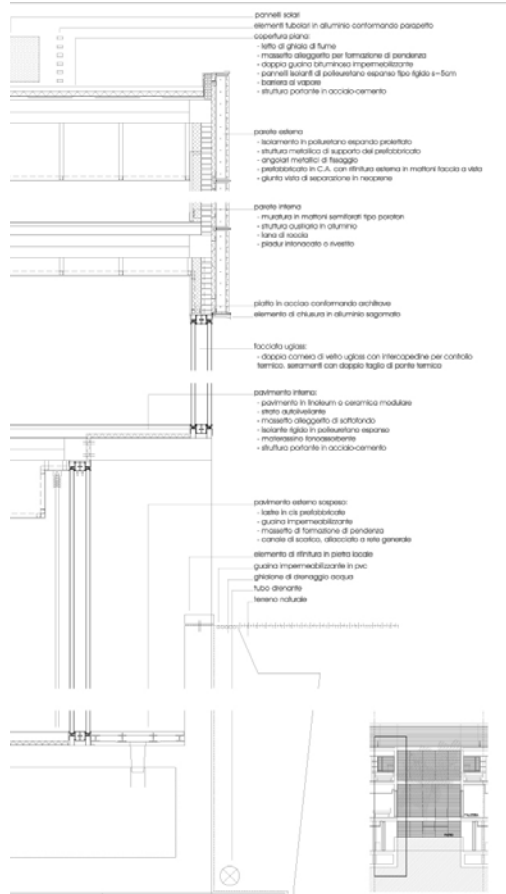 pannelli solari
elementi tubolari in alluminio conformando parapetto
copertura piana:
- letto di ghiaia di fiume
- massetto alleggerito per formazione di pendenza
- doppia guaina bituminosa impermeabilizzante
- pannelli isolanti di poliuretano espanso tipo rigido s=5cm
- barriera al vapore
- struttura portante in acciaio-cemento
parete esterna
- isolamento in poliuretano espando proiettato
- struttura metallica di supporto del prefabbricato
- angolari metallici di fissaggio
- prefabbricato in C.A. con rifinitura esterna in mattoni faccia a vista
- giunta vista di separazione in neoprene
parete interna
- muratura in mattoni semiforati tipo poroton
- struttura ausiliaria in alluminio
- lana di roccia
- pladur intonacato o rivestito
piatto in acciaio conformando architrave
elemento di chiusura in alluminio sagomato
facciata uglass:
- doppia camera di vetro uglass con intercapedine per controllo
termico. serramenti con doppio taglio di ponte termico
pavimento interno:
- pavimento in linoleum o ceramica modulare
- strato autolivellante
- massetto alleggerito di sottofondo
- isolante rigido in poliuretano espanso
- materassino fonoassorbente
- struttura portante in acciaio-cemento
pavimento esterno sospeso:
- lastre in cls prefabbricate
- guaina impermeabilizzante
- massetto di formazione di pendenza
- canale di scarico, allacciato a rete generale
elemento di rifinitura in pietra locale
guaina impermeabilizzante in pvc
ghiaione di drenaggio acqua
tubo drenante
terreno naturale